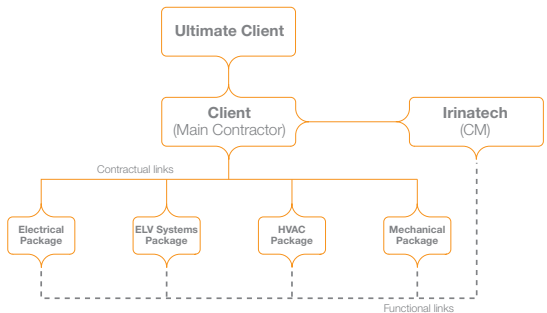 Ultimate Client
Client
(Main Contractor)
Irinatech
(CM)
Contractual links
Electrical
Package
ELV Systems
Package
HVAC
Package
Mechanical
Package
Functional links